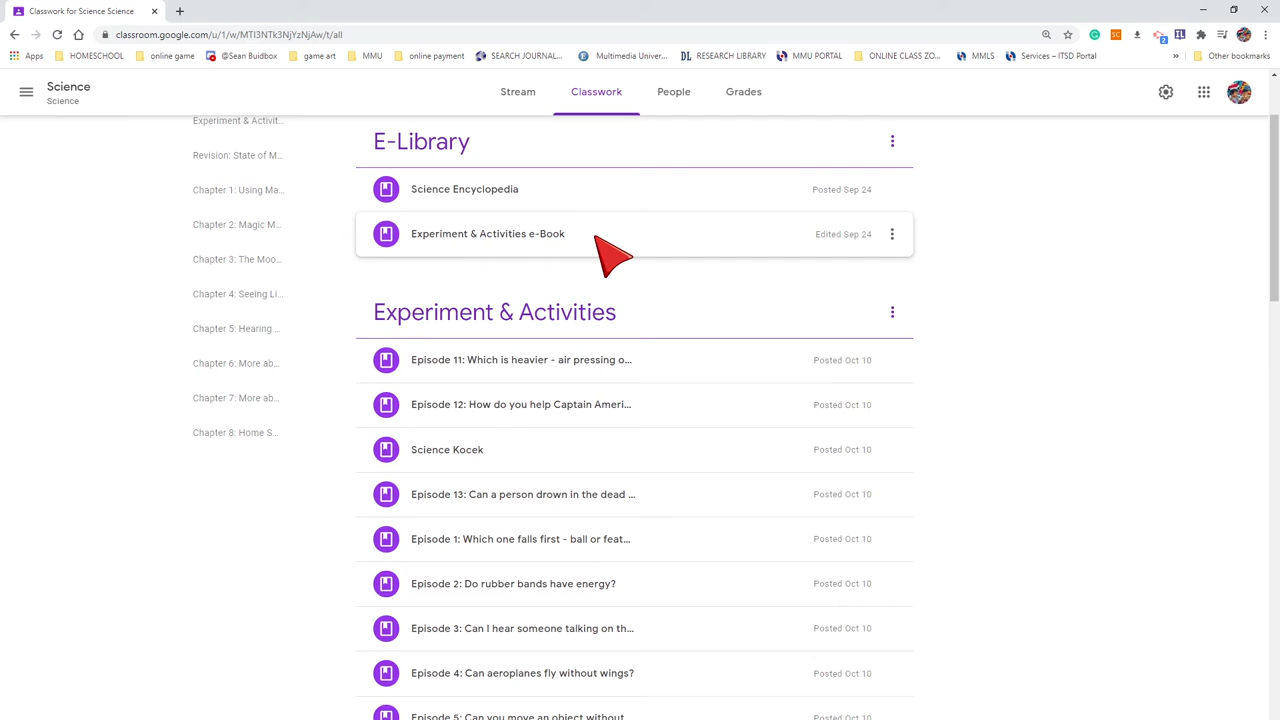 Classwork for Science Science
classroom.google.com/u/1/w/MTI3NTk3NjYzNjAw/t/all
Apps HOMESCHOOL online game @Sean Buidbox game art MMU online payment SEARCH JOURNAL... Multimedia Univer... RESEARCH LIBRARY MMU PORTAL ONLINE CLASS ZO... MMLS Services – ITSD Portal » Other bookmarks
Science
Science
Stream Classwork People Grades
Experiment & Activit...
Revision: State of M...
Chapter 1: Using Ma...
Chapter 2: Magic M...
Chapter 3: The Moo...
Chapter 4: Seeing Li...
Chapter 5: Hearing ...
Chapter 6: More ab...
Chapter 7: More ab...
Chapter 8: Home S...
E-Library
Science Encyclopedia Posted Sep 24
Experiment & Activities e-Book Edited Sep 24
Experiment & Activities
Episode 11: Which is heavier - air pressing o... Posted Oct 10
Episode 12: How do you help Captain Ameri... Posted Oct 10
Science Kocek Posted Oct 10
Episode 13: Can a person drown in the dead ... Posted Oct 10
Episode 1: Which one falls first - ball or feat... Posted Oct 10
Episode 2: Do rubber bands have energy? Posted Oct 10
Episode 3: Can I hear someone talking on th... Posted Oct 10
Episode 4: Can aeroplanes fly without wings? Posted Oct 10
Episode 5: Can you move an object without Posted Oct 10